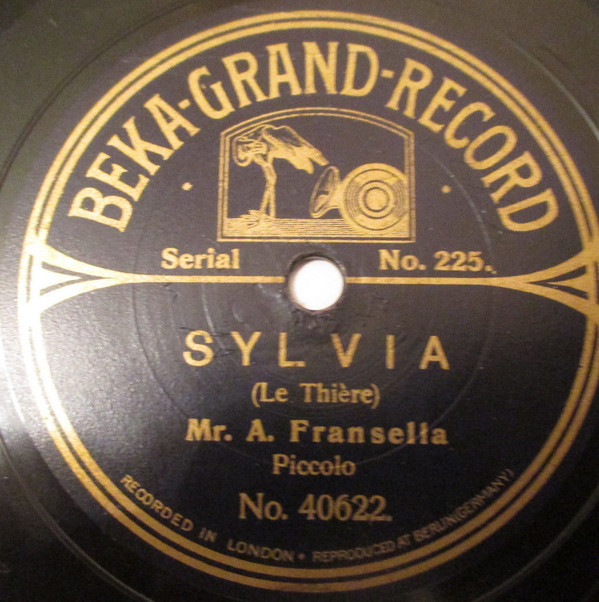 BEKA-GRAND-RECORD
Serial No. 225.
SYLVIA
(Le Thière)
Mr. A. Fransella
Piccolo
No. 40622.
RECORDED IN LONDON • REPRODUCED AT BERLIN(GERMANY)